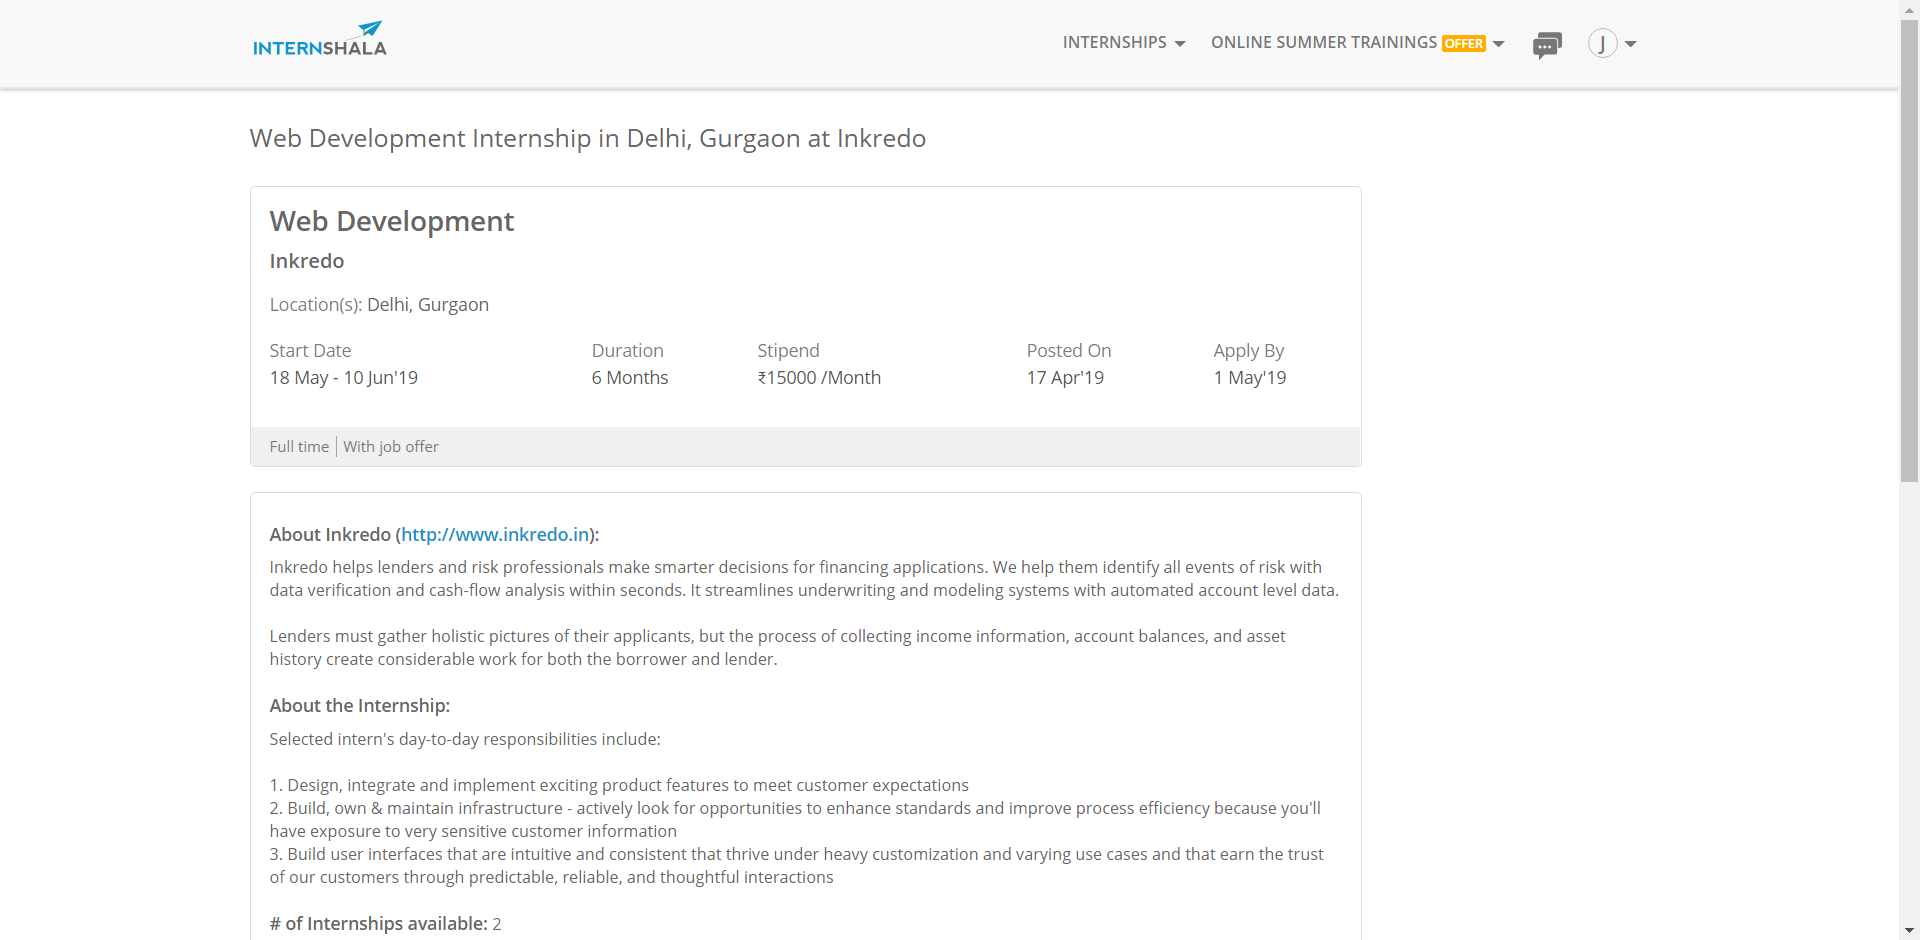 INTERNSHALA
INTERNSHIPS
ONLINE SUMMER TRAININGS OFFER
J
Web Development Internship in Delhi, Gurgaon at Inkredo
Web Development
Inkredo
Location(s): Delhi, Gurgaon
Start Date Duration Stipend Posted On Apply By
18 May - 10 Jun'19 6 Months ₹15000 /Month 17 Apr'19 1 May'19
Full time With job offer
About Inkredo (http://www.inkredo.in):
Inkredo helps lenders and risk professionals make smarter decisions for financing applications. We help them identify all events of risk with
data verification and cash-flow analysis within seconds. It streamlines underwriting and modeling systems with automated account level data.
Lenders must gather holistic pictures of their applicants, but the process of collecting income information, account balances, and asset
history create considerable work for both the borrower and lender.
About the Internship:
Selected intern's day-to-day responsibilities include:
1. Design, integrate and implement exciting product features to meet customer expectations
2. Build, own & maintain infrastructure - actively look for opportunities to enhance standards and improve process efficiency because you'll
have exposure to very sensitive customer information
3. Build user interfaces that are intuitive and consistent that thrive under heavy customization and varying use cases and that earn the trust
of our customers through predictable, reliable, and thoughtful interactions
# of Internships available: 2